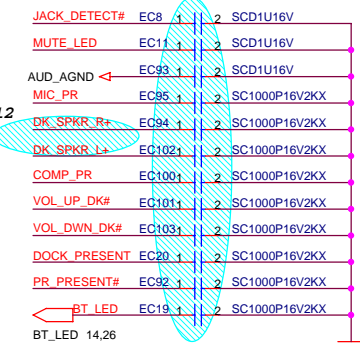 JACK_DETECT# EC8 1 2 SCD1U16V
MUTE_LED EC11 1 2 SCD1U16V
AUD_AGND EC93 1 2 SCD1U16V
MIC_PR EC95 1 2 SC1000P16V2KX
12
DK_SPKR_R+ EC94 1 2 SC1000P16V2KX
DK_SPKR_L+ EC102 1 2 SC1000P16V2KX
COMP_PR EC100 1 2 SC1000P16V2KX
VOL_UP_DK# EC101 1 2 SC1000P16V2KX
VOL_DWN_DK# EC103 1 2 SC1000P16V2KX
DOCK_PRESENT EC20 1 2 SC1000P16V2KX
PR_PRESENT# EC92 1 2 SC1000P16V2KX
BT_LED EC19 1 2 SC1000P16V2KX
BT_LED 14,26